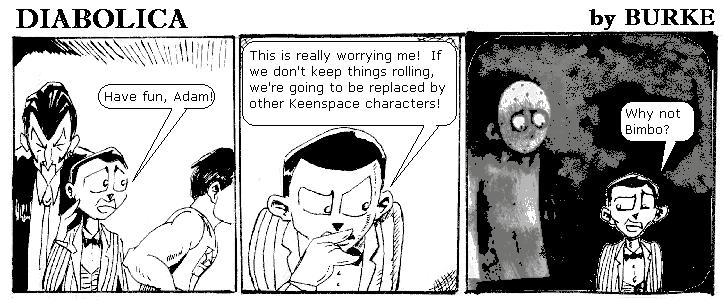 DIABOLICA
by BURKE
Have fun, Adam!
This is really worrying me!  If
we don't keep things rolling,
we're going to be replaced by
other Keenspace characters!
Why not
Bimbo?